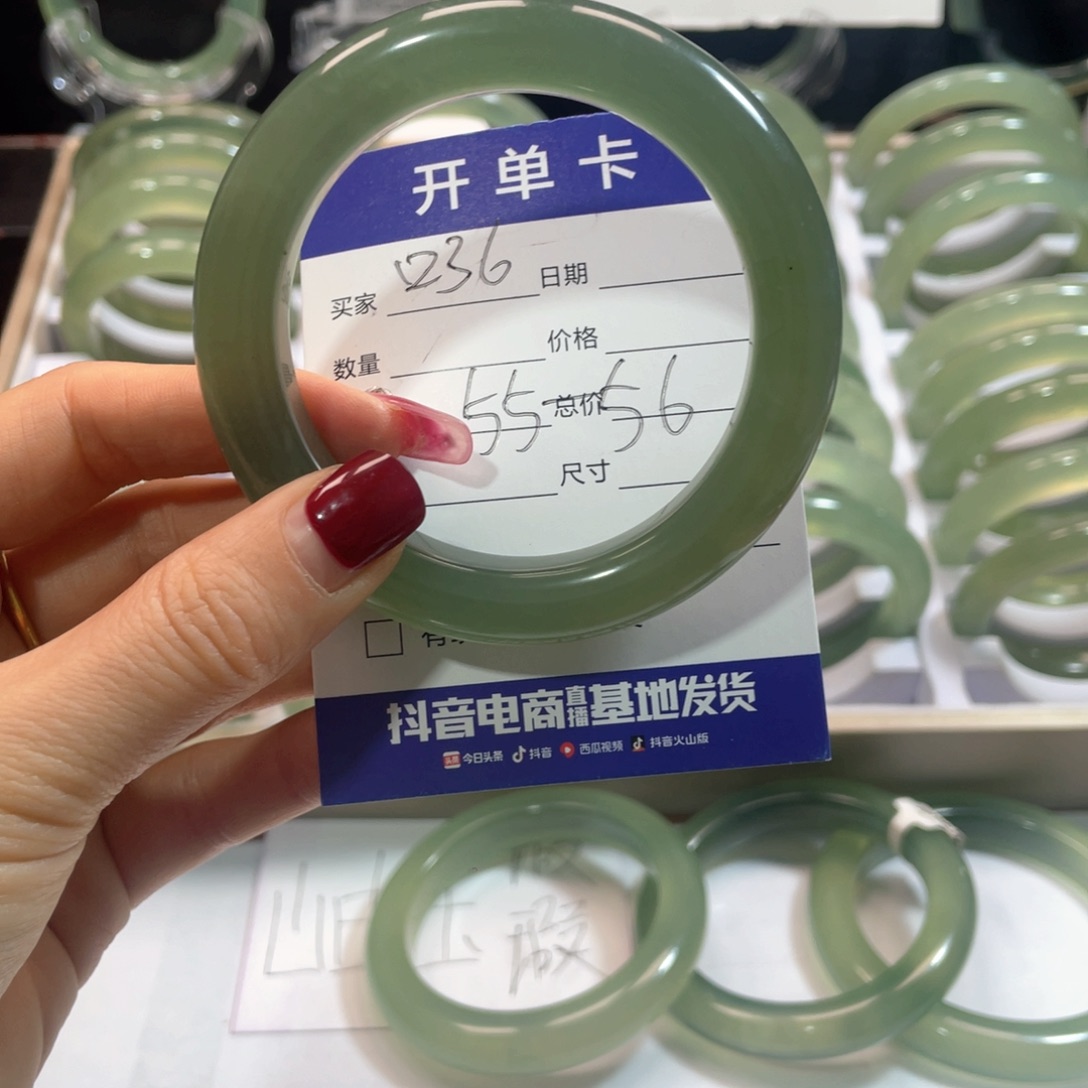 开单卡
买家 236 日期
数量 价格
55-56 总价
尺寸
抖音电商直播基地发货
今日头条 抖音 西瓜视频 抖音火山版